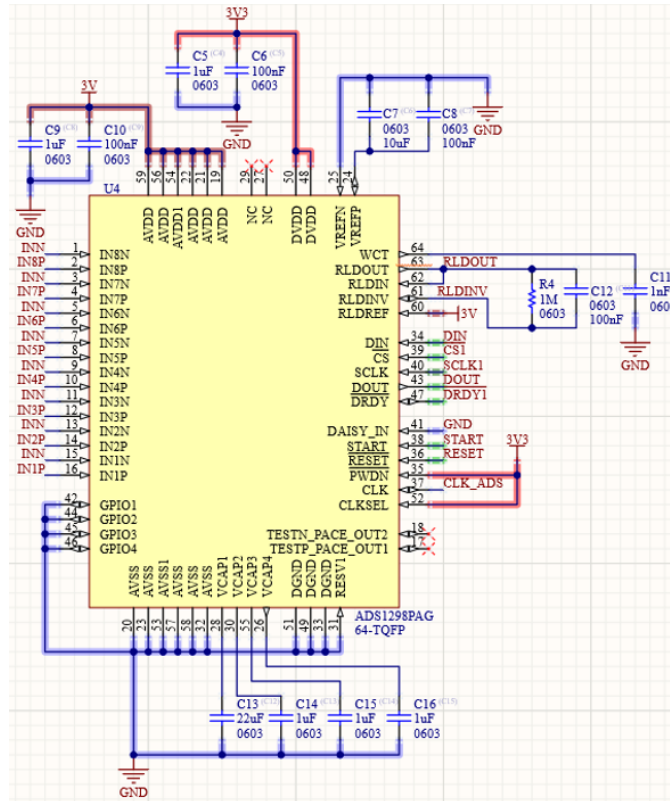 3V3
C5 (C4)
1uF
0603
C6 (C5)
100nF
0603
GND
3V
C9 (C8)
1uF
0603
C10 (C9)
100nF
0603
GND
C7 (C6)
0603
10uF
C8 (C7)
0603
100nF
GND
U4
59 56 54 22 21 19 29 27 50 48 25 24
AVDD AVDD AVDD1 AVDD AVDD AVDD NC NC DVDD DVDD VREFN VREFP
INN 1 IN8N
IN8P 2 IN8P
INN 3 IN7N
IN7P 4 IN7P
INN 5 IN6N
IN6P 6 IN6P
INN 7 IN5N
IN5P 8 IN5P
INN 9 IN4N
IN4P 10 IN4P
INN 11 IN3N
IN3P 12 IN3P
INN 13 IN2N
IN2P 14 IN2P
INN 15 IN1N
IN1P 16 IN1P
42 GPIO1
44 GPIO2
45 GPIO3
46 GPIO4
WCT 64
RLDOUT 63 RLDOUT
RLDIN 62
RLDINV 61 RLDINV
RLDREF 60 3V
DIN 34 DIN
CS 39 CS1
SCLK 40 SCLK1
DOUT 43 DOUT
DRDY 47 DRDY1
DAISY_IN 41 GND
START 38 START
RESET 36 RESET
PWDN 35
CLK 37 CLK_ADS
CLKSEL 52
TESTN_PACE_OUT2 18
TESTP_PACE_OUT1 17
3V3
R4
1M
0603
C12
0603
100nF
C11
1nF
GND
AVSS AVSS AVSS1 AVSS AVSS AVSS VCAP1 VCAP2 VCAP3 VCAP4 DGND DGND DGND RESV1
20 23 53 57 58 32 28 30 55 26 51 49 33 31
ADS1298PAG
64-TQFP
C13 (C12)
22uF
0603
C14 (C13)
1uF
0603
C15 (C14)
1uF
0603
C16 (C15)
1uF
0603
GND